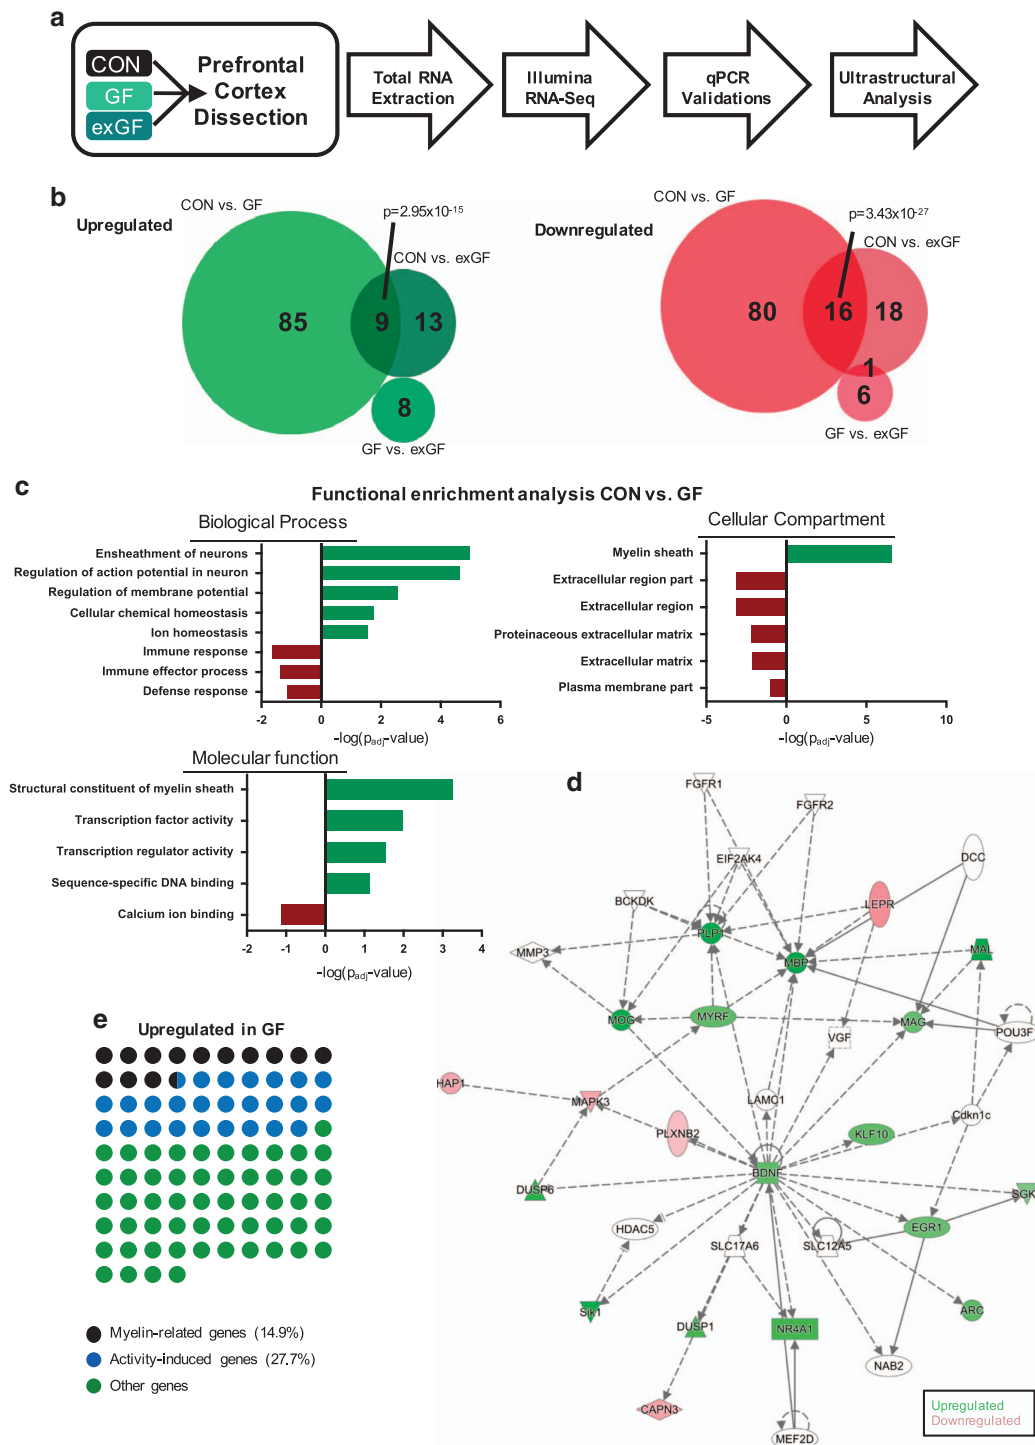 a
CON
GF
exGF
Prefrontal
Cortex
Dissection
Total RNA
Extraction
Illumina
RNA-Seq
qPCR
Validations
Ultrastructural
Analysis
b
Upregulated
CON vs. GF
p=2.95x10-15
CON vs. exGF
85
9
13
8
GF vs. exGF
Downregulated
CON vs. GF
p=3.43x10-27
CON vs. exGF
80
16
18
1
6
GF vs. exGF
c
Functional enrichment analysis CON vs. GF
Biological Process
Ensheathment of neurons
Regulation of action potential in neuron
Regulation of membrane potential
Cellular chemical homeostasis
Ion homeostasis
Immune response
Immune effector process
Defense response
-2 0 2 4 6
-log(padj-value)
Cellular Compartment
Myelin sheath
Extracellular region part
Extracellular region
Proteinaceous extracellular matrix
Extracellular matrix
Plasma membrane part
-5 0 5 10
-log(padj-value)
Molecular function
Structural constituent of myelin sheath
Transcription factor activity
Transcription regulator activity
Sequence-specific DNA binding
Calcium ion binding
-2 -1 0 1 2 3 4
-log(padj-value)
d
FGFR1
FGFR2
EIF2AK4
DCC
BCKDK
LEPR
PLP1
MMP3
MBP
MAL
MOG
MYRF
MAG
VGF
POU3F
HAP1
MAPK3
LAMC1
Cdkn1c
PLXNB2
KLF10
BDNF
DUSP6
SGK
HDAC5
EGR1
SLC17A6
SLC12A5
Sik1
DUSP1
NR4A1
ARC
NAB2
CAPN3
MEF2D
Upregulated
Downregulated
e
Upregulated in GF
Myelin-related genes (14.9%)
Activity-induced genes (27.7%)
Other genes